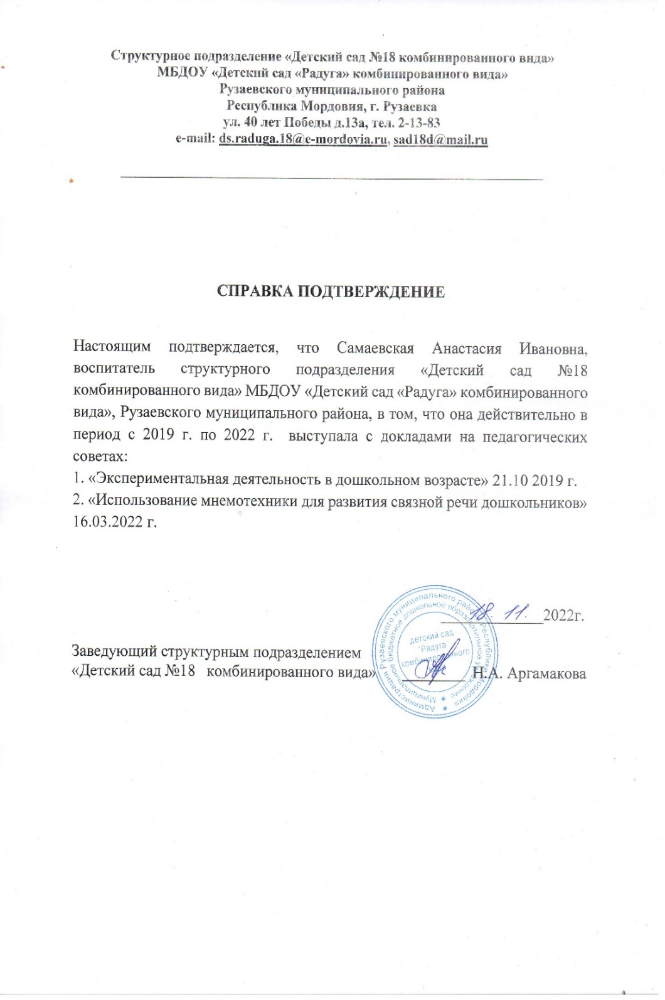 Структурное подразделение «Детский сад №18 комбинированного вида»
МБДОУ «Детский сад «Радуга» комбинированного вида»
Рузаевского муниципального района
Республика Мордовия, г. Рузаевка
ул. 40 лет Победы д.13а, тел. 2-13-83
e-mail: ds.raduga.18@e-mordovia.ru, sad18d@mail.ru
СПРАВКА ПОДТВЕРЖДЕНИЕ
Настоящим подтверждается, что Самаевская Анастасия Ивановна,
воспитатель структурного подразделения «Детский сад №18
комбинированного вида» МБДОУ «Детский сад «Радуга» комбинированного
вида», Рузаевского муниципального района, в том, что она действительно в
период с 2019 г. по 2022 г. выступала с докладами на педагогических
советах:
1. «Экспериментальная деятельность в дошкольном возрасте» 21.10 2019 г.
2. «Использование мнемотехники для развития связной речи дошкольников»
16.03.2022 г.
18. 11. 2022г.
Заведующий структурным подразделением
«Детский сад №18 комбинированного вида» Н.А. Аргамакова
Администрация Рузаевского муниципального района Республики Мордовия
Муниципальное бюджетное дошкольное образовательное учреждение
детский сад
"Радуга
комбинированного